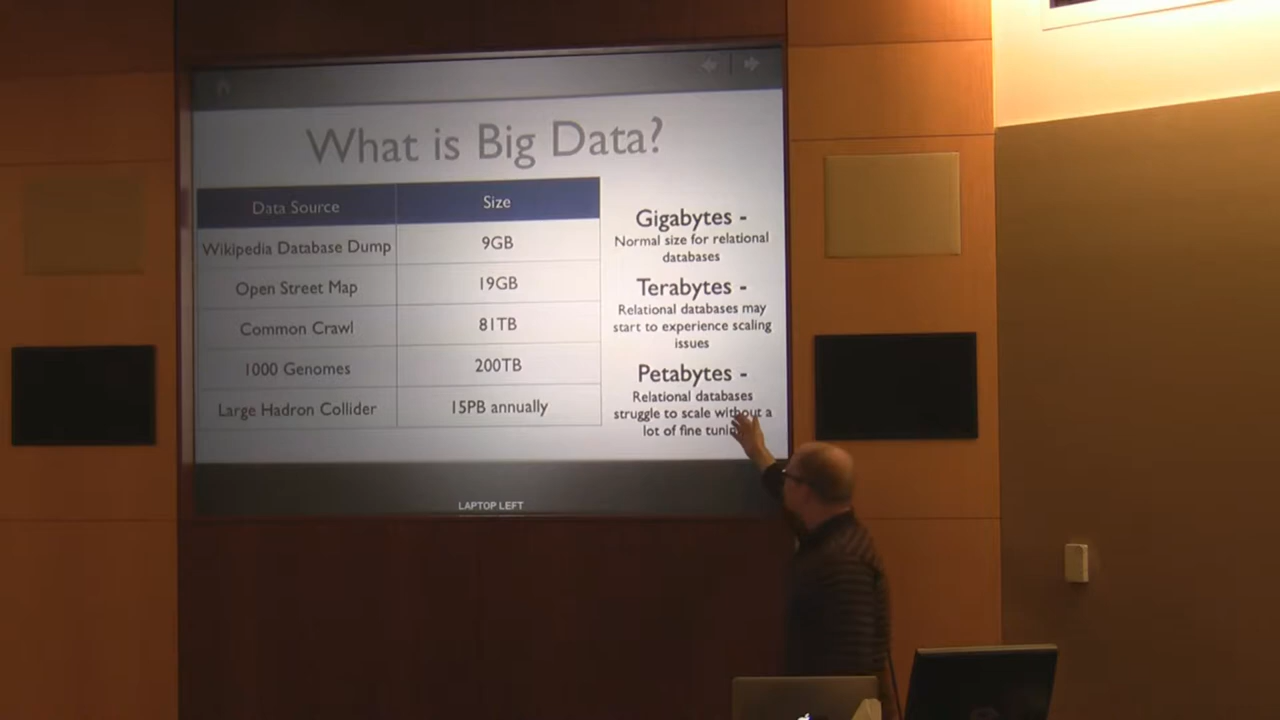 What is Big Data?
Data Source Size
Wikipedia Database Dump 9GB
Open Street Map 19GB
Common Crawl 81TB
1000 Genomes 200TB
Large Hadron Collider 15PB annually
Gigabytes -
Normal size for relational
databases
Terabytes -
Relational databases may
start to experience scaling
issues
Petabytes -
Relational databases
struggle to scale without a
lot of fine
LAPTOP LEFT